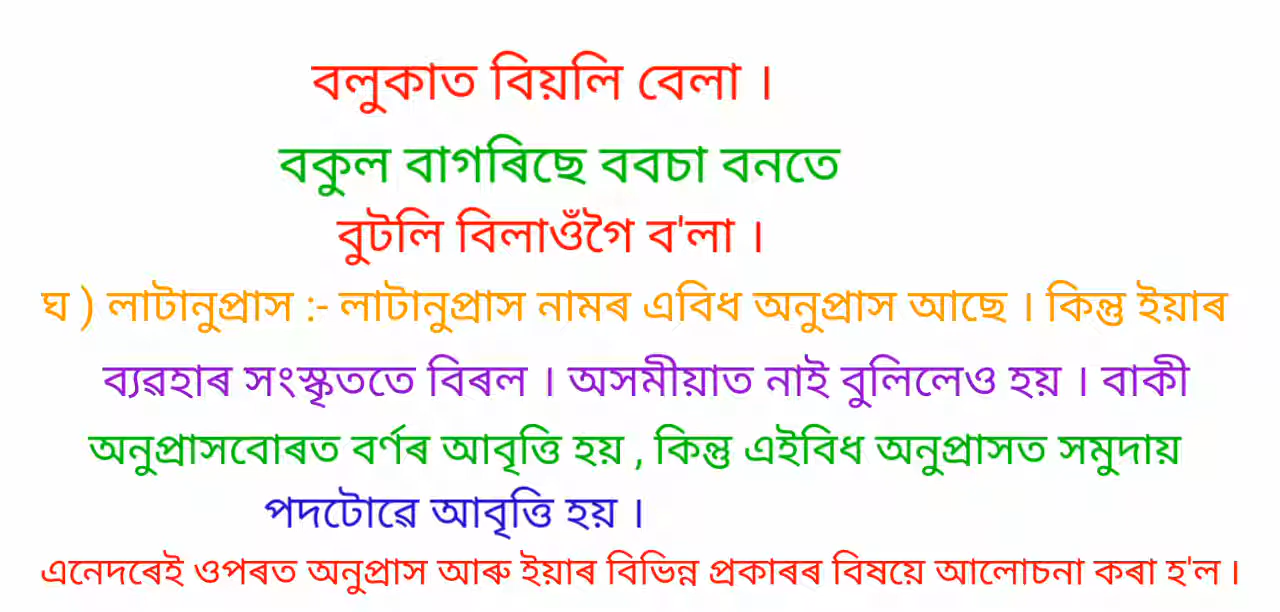 বলুকাত বিয়লি বেলা ।
বকুল বাগৰিছে ববচা বনতে
বুটলি বিলাওঁগৈ ব'লা ।
ঘ ) লাটানুপ্ৰাস :- লাটানুপ্ৰাস নামৰ এবিধ অনুপ্ৰাস আছে । কিন্তু ইয়াৰ
ব্যৱহাৰ সংস্কৃততে বিৰল । অসমীয়াত নাই বুলিলেও হয় । বাকী
অনুপ্ৰাসবোৰত বৰ্ণৰ আবৃত্তি হয় , কিন্তু এইবিধ অনুপ্ৰাসত সমুদায়
পদটোৱে আবৃত্তি হয় ।
এনেদৰেই ওপৰত অনুপ্ৰাস আৰু ইয়াৰ বিভিন্ন প্ৰকাৰৰ বিষয়ে আলোচনা কৰা হ'ল ।